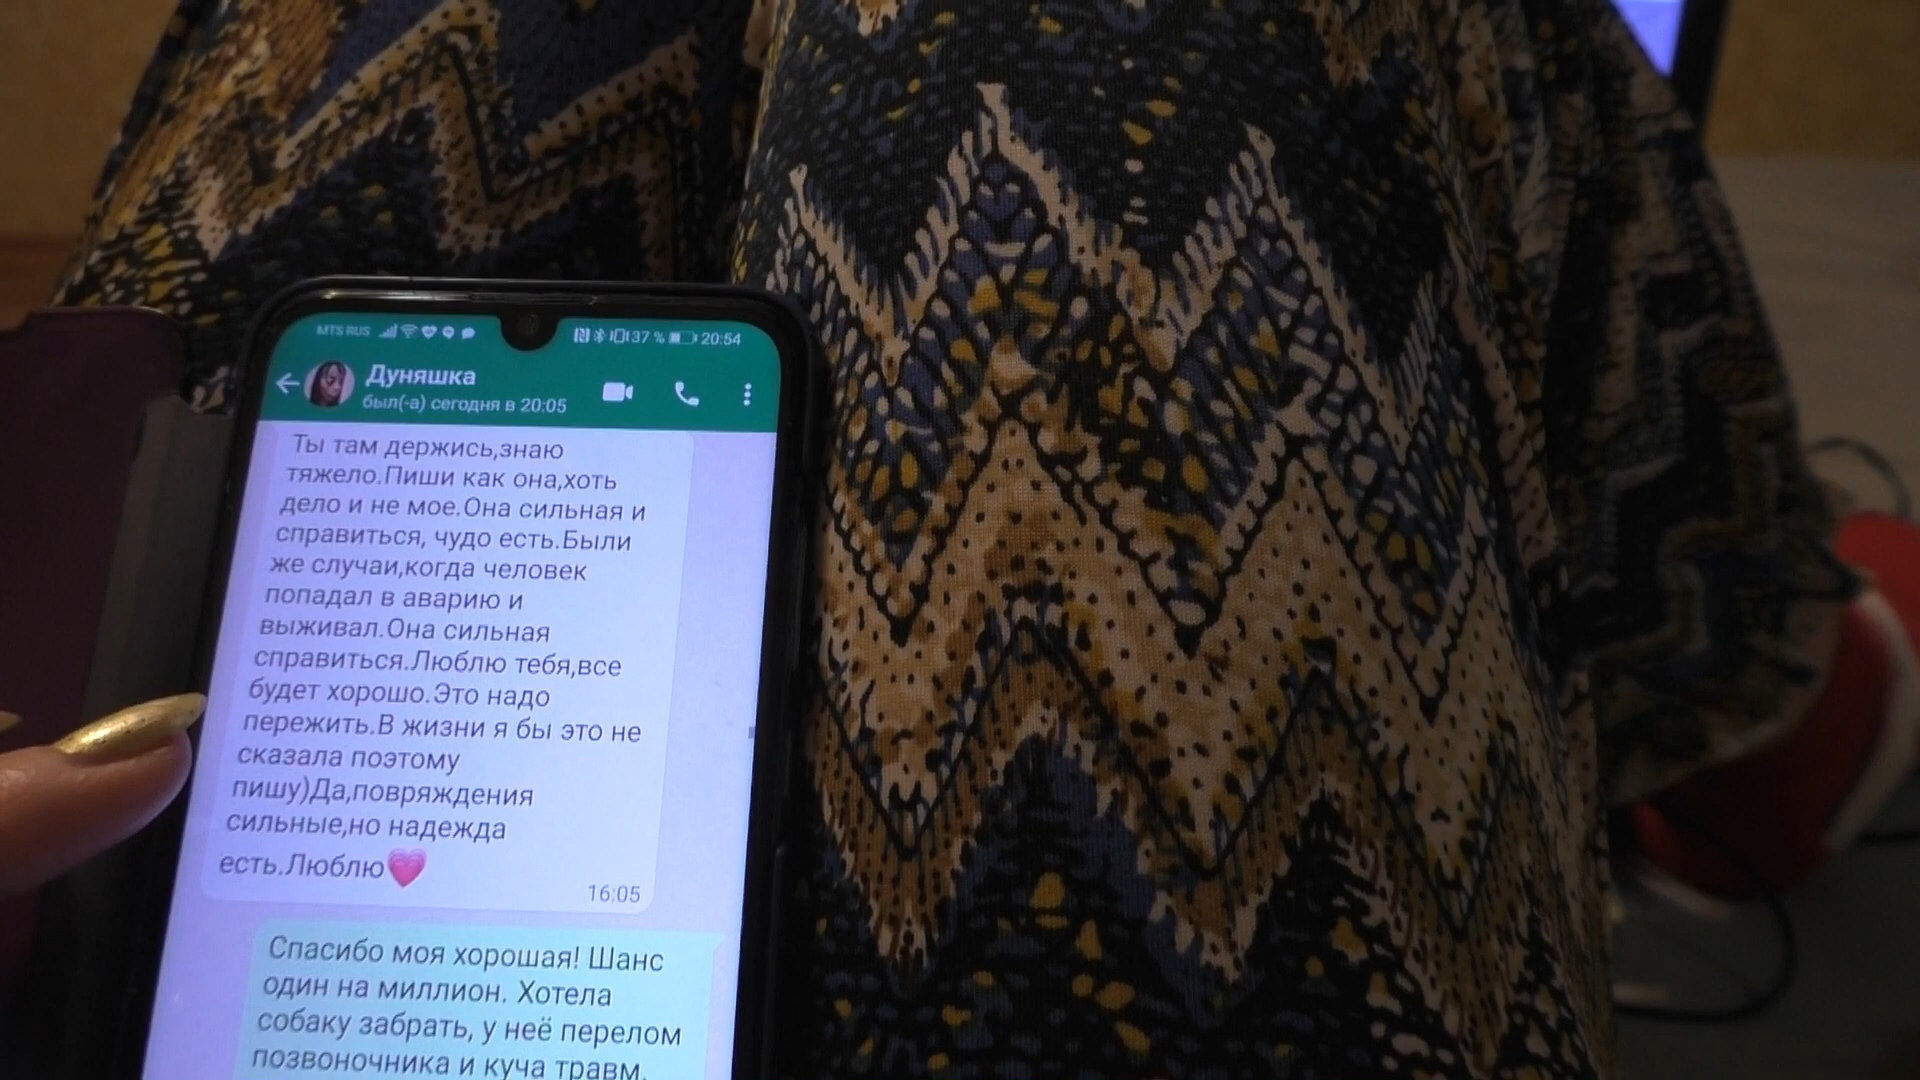 MTS RUS 37 % 20:54
Дуняшка
был(-а) сегодня в 20:05
Ты там держись,знаю
тяжело.Пиши как она,хоть
дело и не мое.Она сильная и
справиться, чудо есть.Были
же случаи,когда человек
попадал в аварию и
выживал.Она сильная
справиться.Люблю тебя,все
будет хорошо.Это надо
пережить.В жизни я бы это не
сказала поэтому
пишу)Да,повряждения
сильные,но надежда
есть.Люблю💗
16:05
Спасибо моя хорошая! Шанс
один на миллион. Хотела
собаку забрать, у неё перелом
позвоночника и куча травм.